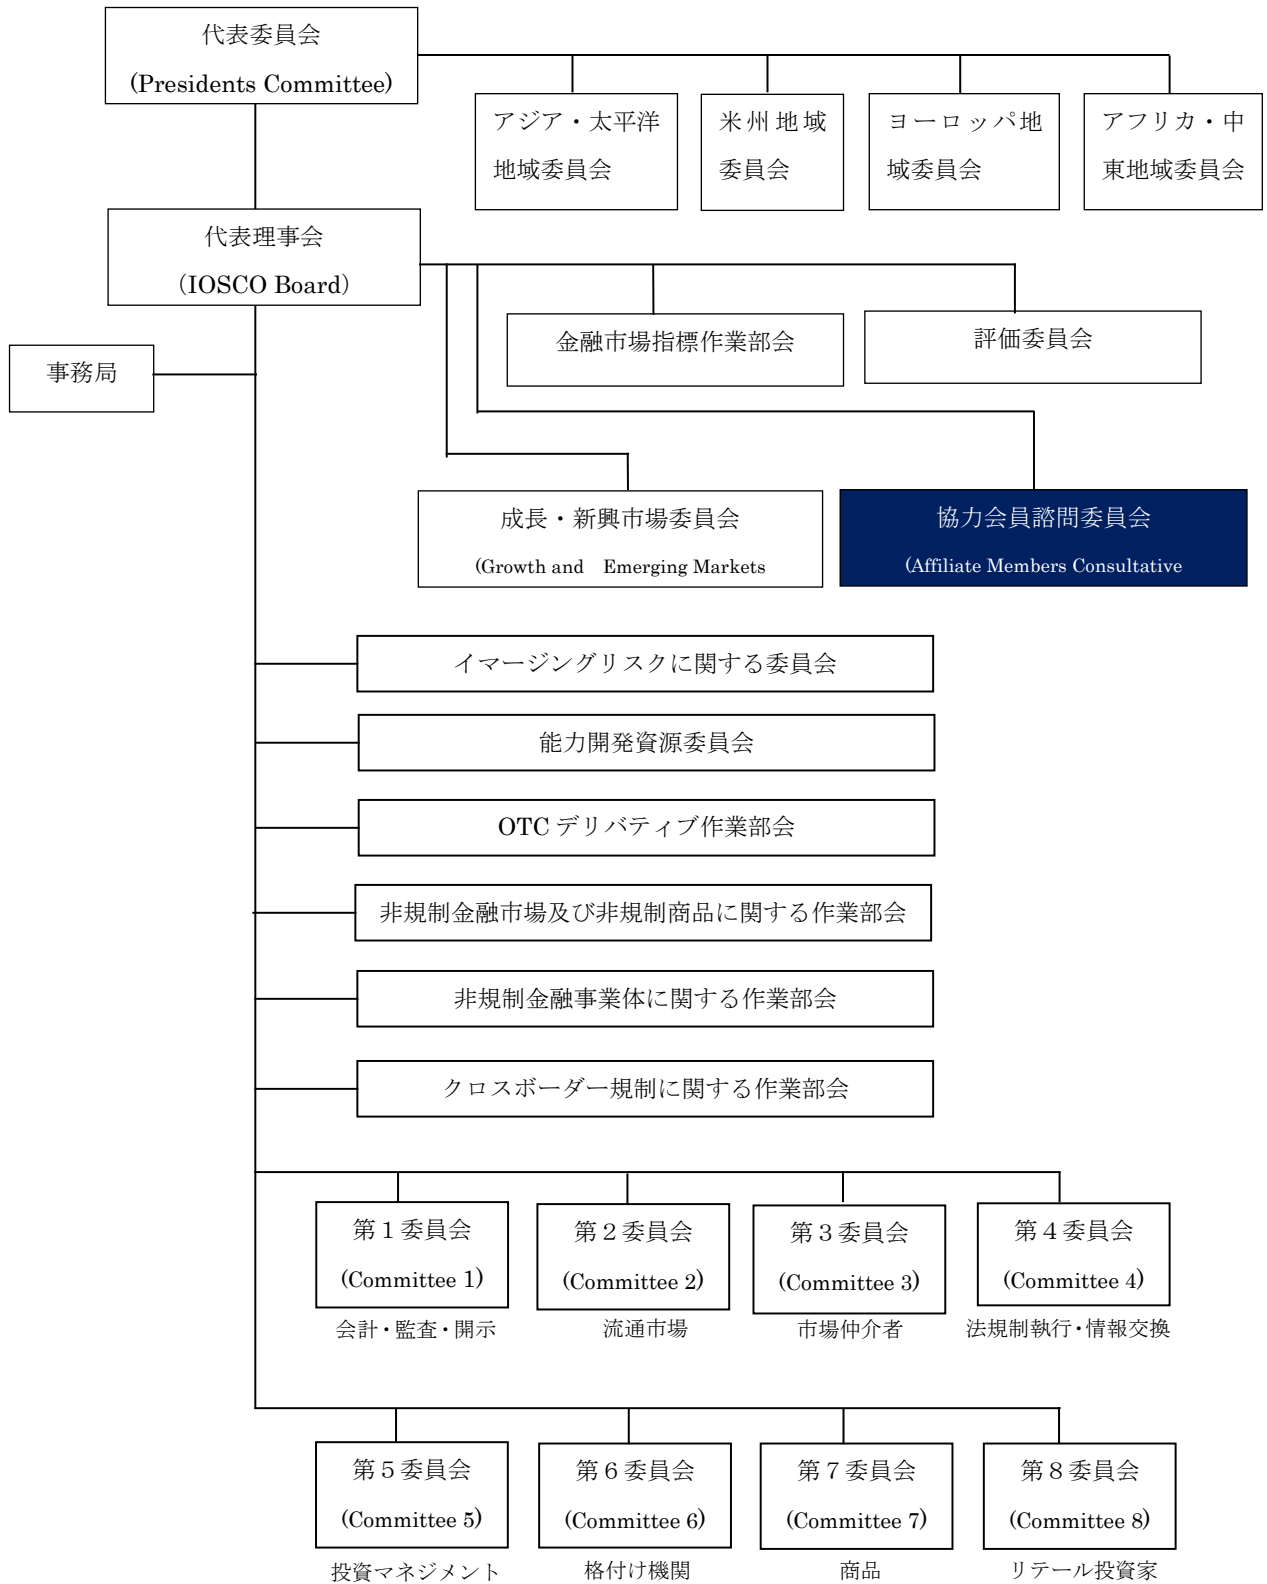 代表委員会
(Presidents Committee)
アジア・太平洋
地域委員会
米州地域
委員会
ヨーロッパ地
域委員会
アフリカ・中
東地域委員会
代表理事会
(IOSCO Board)
金融市場指標作業部会
評価委員会
事務局
成長・新興市場委員会
(Growth and Emerging Markets
協力会員諮問委員会
(Affiliate Members Consultative
イマージングリスクに関する委員会
能力開発資源委員会
OTC デリバティブ作業部会
非規制金融市場及び非規制商品に関する作業部会
非規制金融事業体に関する作業部会
クロスボーダー規制に関する作業部会
第１委員会
(Committee 1)
会計・監査・開示
第２委員会
(Committee 2)
流通市場
第３委員会
(Committee 3)
市場仲介者
第４委員会
(Committee 4)
法規制執行・情報交換
第５委員会
(Committee 5)
投資マネジメント
第６委員会
(Committee 6)
格付け機関
第７委員会
(Committee 7)
商品
第８委員会
(Committee 8)
リテール投資家